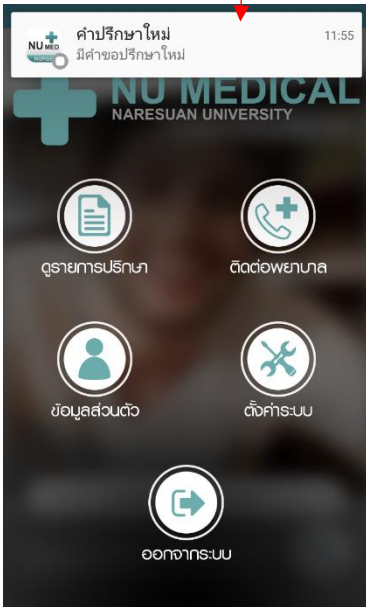 คำปรึกษาใหม่
11:55
มีคำขอปรึกษาใหม่
NU MED
NURSE
NU MEDICAL
NARESUAN UNIVERSITY
ดูรายการปรึกษา
ติดต่อพยาบาล
ข้อมูลส่วนตัว
ตั้งค่าระบบ
ออกจากระบบ